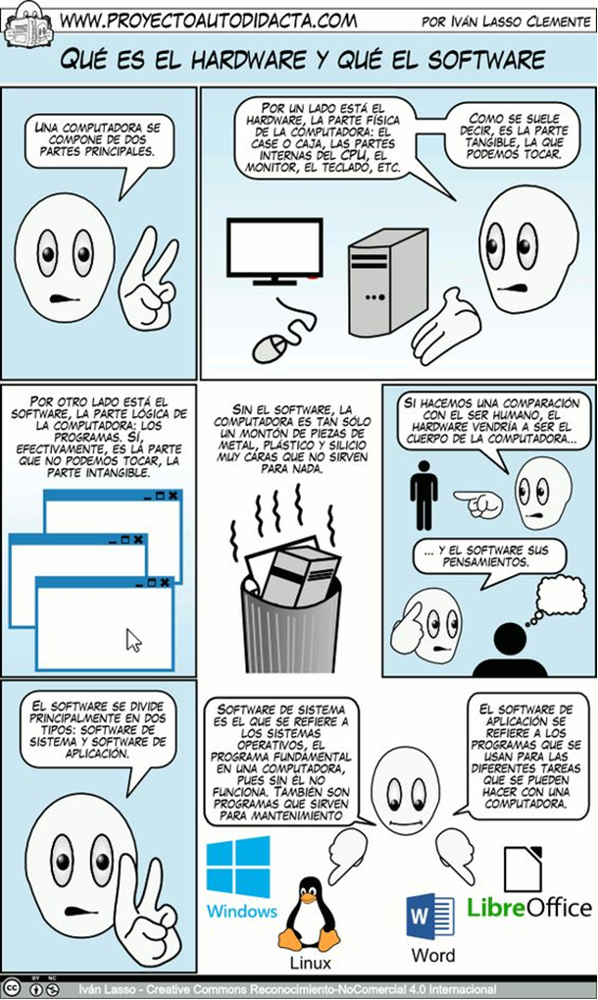 WWW.PROYECTOAUTODIDACTA.COM
POR IVÁN LASSO CLEMENTE
QUÉ ES EL HARDWARE Y QUÉ EL SOFTWARE
UNA COMPUTADORA SE
COMPONE DE DOS
PARTES PRINCIPALES.
POR UN LADO ESTÁ EL
HARDWARE, LA PARTE FÍSICA
DE LA COMPUTADORA: EL
CASE O CAJA, LAS PARTES
INTERNAS DEL CPU, EL
MONITOR, EL TECLADO, ETC.
COMO SE SUELE
DECIR, ES LA PARTE
TANGIBLE, LA QUE
PODEMOS TOCAR.
POR OTRO LADO ESTÁ EL
SOFTWARE, LA PARTE LÓGICA DE
LA COMPUTADORA: LOS
PROGRAMAS. SÍ,
EFECTIVAMENTE, ES LA PARTE
QUE NO PODEMOS TOCAR, LA
PARTE INTANGIBLE.
SIN EL SOFTWARE, LA
COMPUTADORA ES TAN SÓLO
UN MONTÓN DE PIEZAS DE
METAL, PLÁSTICO Y SILICIO
MUY CARAS QUE NO SIRVEN
PARA NADA.
SI HACEMOS UNA COMPARACIÓN
CON EL SER HUMANO, EL
HARDWARE VENDRÍA A SER EL
CUERPO DE LA COMPUTADORA...
... Y EL SOFTWARE SUS
PENSAMIENTOS.
EL SOFTWARE SE DIVIDE
PRINCIPALMENTE EN DOS
TIPOS: SOFTWARE DE
SISTEMA Y SOFTWARE DE
APLICACIÓN.
SOFTWARE DE SISTEMA
ES EL QUE SE REFIERE A
LOS SISTEMAS
OPERATIVOS, EL
PROGRAMA FUNDAMENTAL
EN UNA COMPUTADORA,
PUES SIN ÉL NO
FUNCIONA. TAMBIÉN SON
PROGRAMAS QUE SIRVEN
PARA MANTENIMIENTO
EL SOFTWARE DE
APLICACIÓN SE
REFIERE A LOS
PROGRAMAS QUE SE
USAN PARA LAS
DIFERENTES TAREAS
QUE SE PUEDEN
HACER CON UNA
COMPUTADORA.
Windows
Linux
W
Word
LibreOffice
cc BY NC
Iván Lasso - Creative Commons Reconocimiento-NoComercial 4.0 Internacional